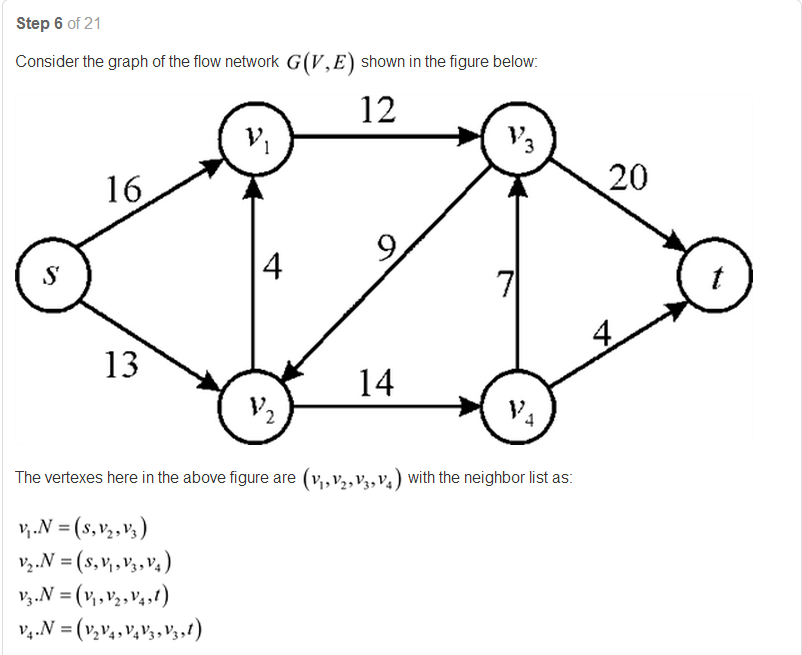 Step 6 of 21
Consider the graph of the flow network G(V,E) shown in the figure below:
12
v₁
v₃
16
20
s
4
9
7
t
13
14
4
v₂
v₄
The vertexes here in the above figure are (v₁,v₂,v₃,v₄) with the neighbor list as:
v₁.N = (s,v₂,v₃)
v₂.N = (s,v₁,v₃,v₄)
v₃.N = (v₁,v₂,v₄,t)
v₄.N = (v₂v₄,v₄v₃,v₃,t)